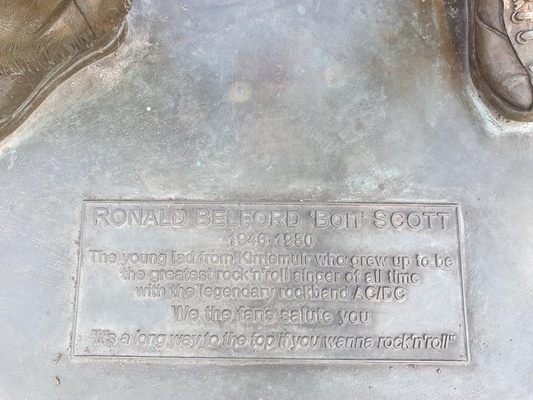 RONALD BELFORD 'Bon' SCOTT
1946-1980
The young lad from Kirriemuir who grew up to be
the greatest rock'n'roll singer of all time
with the legendary rockband AC/DC
We the fans salute you
"It's a long way to the top if you wanna rock'n'roll"